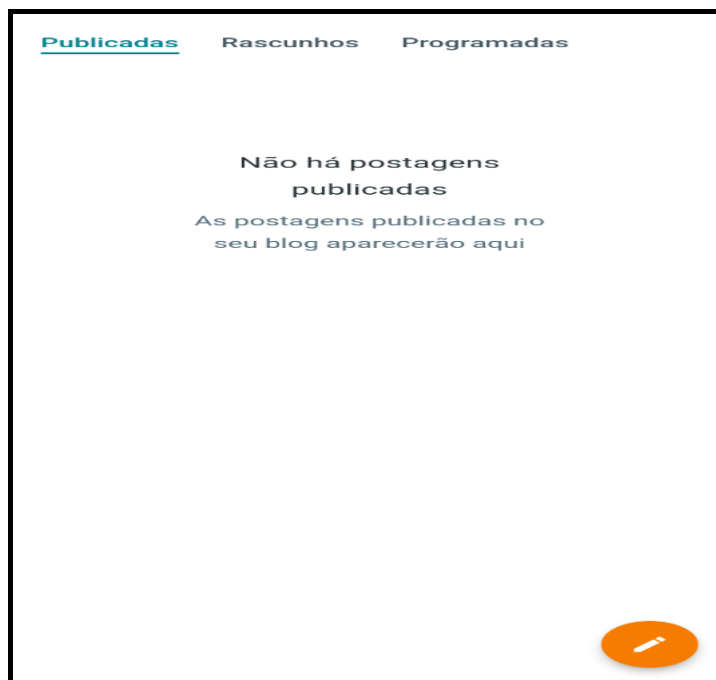 Publicadas Rascunhos Programadas
Não há postagens
publicadas
As postagens publicadas no
seu blog aparecerão aqui